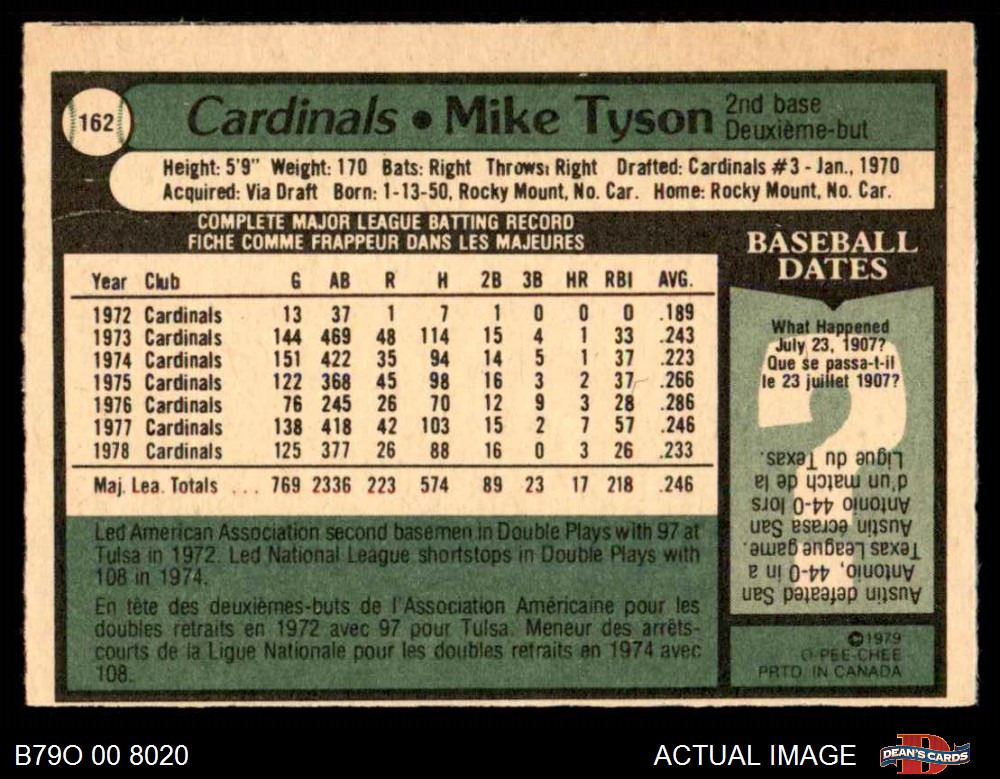 162
Cardinals • Mike Tyson
2nd base
Deuxième-but
Height: 5'9" Weight: 170 Bats: Right Throws: Right Drafted: Cardinals #3 - Jan., 1970
Acquired: Via Draft Born: 1-13-50, Rocky Mount, No. Car. Home: Rocky Mount, No. Car.
COMPLETE MAJOR LEAGUE BATTING RECORD
FICHE COMME FRAPPEUR DANS LES MAJEURES
Year Club G AB R H 2B 3B HR RBI AVG.
1972 Cardinals 13 37 1 7 1 0 0 0 .189
1973 Cardinals 144 469 48 114 15 4 1 33 .243
1974 Cardinals 151 422 35 94 14 5 1 37 .223
1975 Cardinals 122 368 45 98 16 3 2 37 .266
1976 Cardinals 76 245 26 70 12 9 3 28 .286
1977 Cardinals 138 418 42 103 15 2 7 57 .246
1978 Cardinals 125 377 26 88 16 0 3 26 .233
Maj. Lea. Totals ... 769 2336 223 574 89 23 17 218 .246
Led American Association second basemen in Double Plays with 97 at
Tulsa in 1972. Led National League shortstops in Double Plays with
108 in 1974.
En tête des deuxièmes-buts de l'Association Américaine pour les
doubles retraits en 1972 avec 97 pour Tulsa. Meneur des arrêts-
courts de la Ligue Nationale pour les doubles retraits en 1974 avec
108.
BASEBALL
DATES
What Happened
July 23, 1907?
Que se passa-t-il
le 23 juillet 1907?
Austin defeated San
Antonio, 44-0 in a
Texas League game.
Austin écrasa San
Antonio 44-0 lors
d'un match de la
Ligue du Texas.
©1979
O-PEE-CHEE
PRTD. IN CANADA
B79O 00 8020
ACTUAL IMAGE
D
DEAN'S CARDS